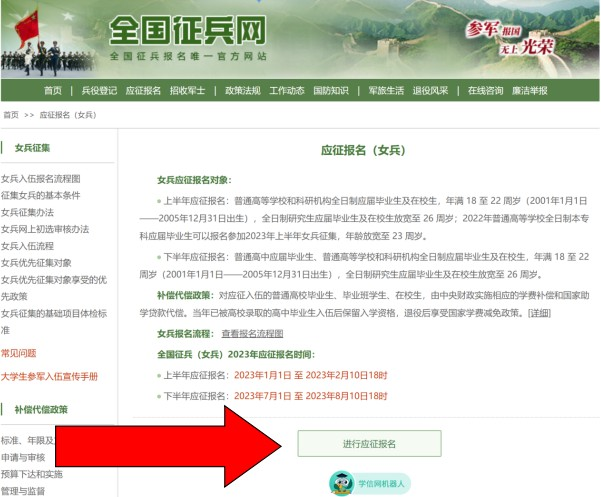 全国征兵网
全国征兵报名唯一官方网站
参军报国
无上光荣
首页 | 兵役登记 应征报名 招收军士 | 政策法规 工作动态 国防知识 | 军旅生活 退役风采 | 在线咨询 廉洁举报
首页 >> 应征报名（女兵）
女兵征集
女兵入伍报名流程图
征集女兵的基本条件
女兵征集办法
女兵网上初选审核办法
女兵入伍流程
女兵优先征集对象
女兵优先征集对象享受的优
先政策
女兵征集的基础项目体检标
准
常见问题
大学生参军入伍宣传手册
补偿代偿政策
标准、年限及
申请与审核
预算下达和实施
管理与监督
应征报名（女兵）
女兵应征报名对象：
上半年应征报名：普通高等学校和科研机构全日制应届毕业生及在校生，年满 18 至 22 周岁（2001年1月1日
——2005年12月31日出生），全日制研究生应届毕业生及在校生放宽至 26 周岁；2022年普通高等学校全日制本专
科应届毕业生可以报名参加2023年上半年女兵征集，年龄放宽至 23 周岁。
下半年应征报名：普通高中应届毕业生、普通高等学校和科研机构全日制应届毕业生及在校生，年满 18 至 22
周岁（2001年1月1日——2005年12月31日出生），全日制研究生应届毕业生及在校生放宽至 26 周岁。
补偿代偿政策：对应征入伍的普通高校毕业生、毕业班学生、在校生，由中央财政实施相应的学费补偿和国家助
学贷款代偿。当年已被高校录取的高中毕业生入伍后保留入学资格，退役后享受国家学费减免政策。[详细]
女兵报名流程： 查看报名流程图
全国征兵（女兵）2023年应征报名时间：
上半年应征报名：2023年1月1日 至 2023年2月10日18时
下半年应征报名：2023年7月1日 至 2023年8月10日18时
进行应征报名
学信网机器人